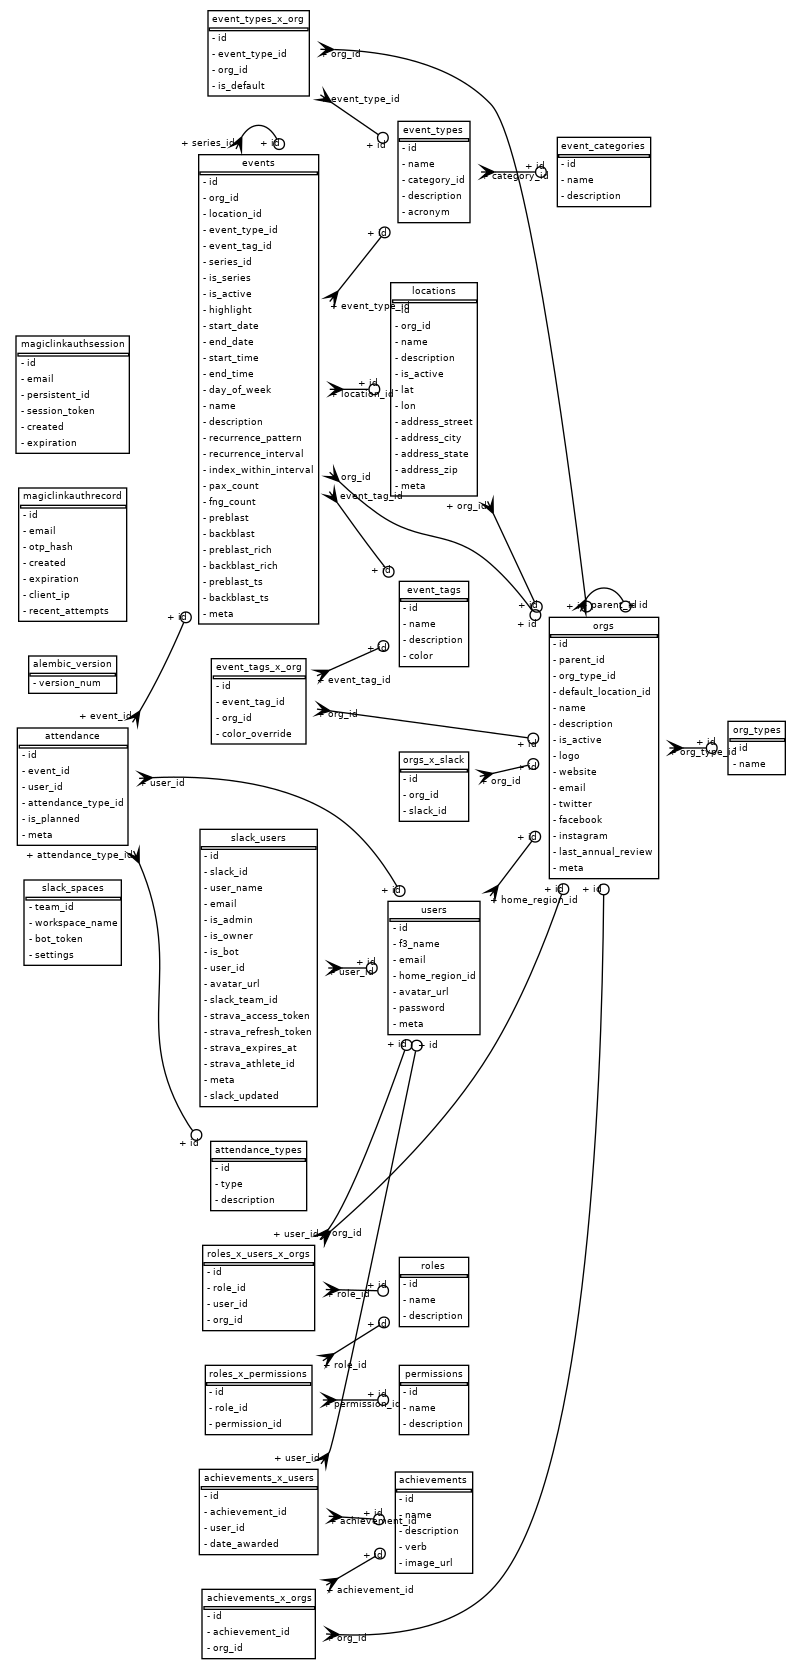 event_types_x_org
- id
- event_type_id
- org_id
- is_default
+ org_id
event_type_id
+ id
event_types
- id
- name
- category_id
- description
- acronym
+ category_id
+ id
event_categories
- id
- name
- description
+ series_id
+ id
events
- id
- org_id
- location_id
- event_type_id
- event_tag_id
- series_id
- is_series
- is_active
- highlight
- start_date
- end_date
- start_time
- end_time
- day_of_week
- name
- description
- recurrence_pattern
- recurrence_interval
- index_within_interval
- pax_count
- fng_count
- preblast
- backblast
- preblast_rich
- backblast_rich
- preblast_ts
- backblast_ts
- meta
+ id
+ event_type_id
+ id
+ location_id
org_id
event_tag_id
+ id
locations
- id
- org_id
- name
- description
- is_active
- lat
- lon
- address_street
- address_city
- address_state
- address_zip
- meta
+ org_id
+ id
+ id
magiclinkauthsession
- id
- email
- persistent_id
- session_token
- created
- expiration
magiclinkauthrecord
- id
- email
- otp_hash
- created
- expiration
- client_ip
- recent_attempts
alembic_version
- version_num
event_tags
- id
- name
- description
- color
event_tags_x_org
- id
- event_tag_id
- org_id
- color_override
+ id
+ event_tag_id
+ org_id
+ id
+ id
parent_id
+ id
orgs
- id
- parent_id
- org_type_id
- default_location_id
- name
- description
- is_active
- logo
- website
- email
- twitter
- facebook
- instagram
- last_annual_review
- meta
+ id
org_type_id
org_types
- id
- name
orgs_x_slack
- id
- org_id
- slack_id
+ id
+ org_id
+ id
+ event_id
attendance
- id
- event_id
- user_id
- attendance_type_id
- is_planned
- meta
+ user_id
+ attendance_type_id
slack_spaces
- team_id
- workspace_name
- bot_token
- settings
slack_users
- id
- slack_id
- user_name
- email
- is_admin
- is_owner
- is_bot
- user_id
- avatar_url
- slack_team_id
- strava_access_token
- strava_refresh_token
- strava_expires_at
- strava_athlete_id
- meta
- slack_updated
+ id
+ user_id
+ id
users
- id
- f3_name
- email
- home_region_id
- avatar_url
- password
- meta
+ id
+ home_region_id
+ id
+ id
+ id
+ id
+ id
attendance_types
- id
- type
- description
+ user_id
org_id
roles_x_users_x_orgs
- id
- role_id
- user_id
- org_id
+ id
+ role_id
roles
- id
- name
- description
+ id
+ role_id
roles_x_permissions
- id
- role_id
- permission_id
+ id
+ permission_id
permissions
- id
- name
- description
+ user_id
achievements_x_users
- id
- achievement_id
- user_id
- date_awarded
+ id
+ achievement_id
achievements
- id
- name
- description
- verb
- image_url
+ id
+ achievement_id
achievements_x_orgs
- id
- achievement_id
- org_id
+ org_id